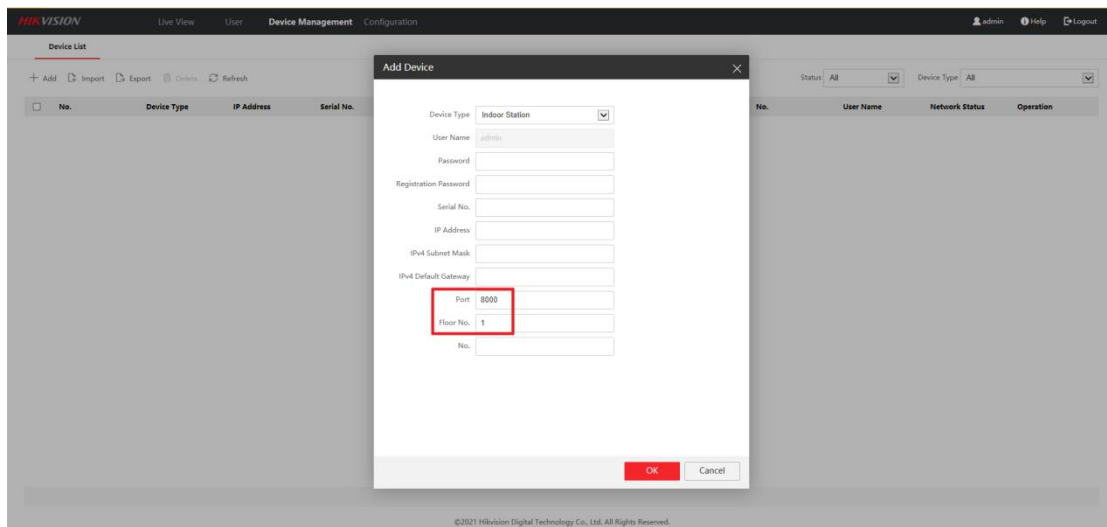 HIKVISION Live View User Device Management Configuration admin Help Logout
Device List
Add Import Export Delete Refresh Status All Device Type All
No. Device Type IP Address Serial No. No. User Name Network Status Operation
Add Device
Device Type Indoor Station
User Name admin
Password
Registration Password
Serial No.
IP Address
IPv4 Subnet Mask
IPv4 Default Gateway
Port 8000
Floor No. 1
No.
OK Cancel
©2021 Hikvision Digital Technology Co., Ltd. All Rights Reserved.